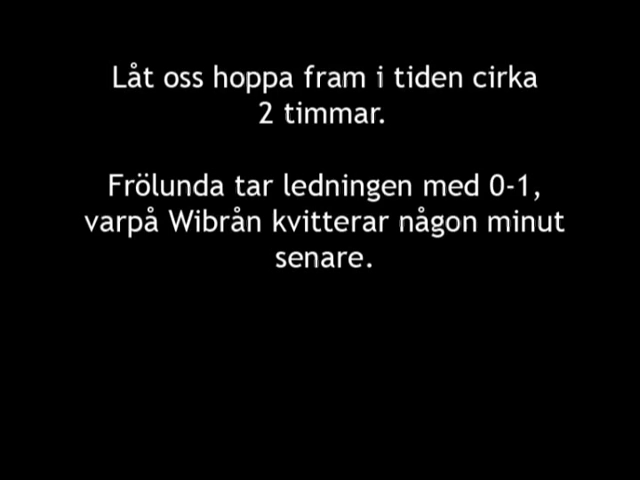 Låt oss hoppa fram i tiden cirka
2 timmar.
Frölunda tar ledningen med 0-1,
varpå Wibrån kvitterar någon minut
senare.